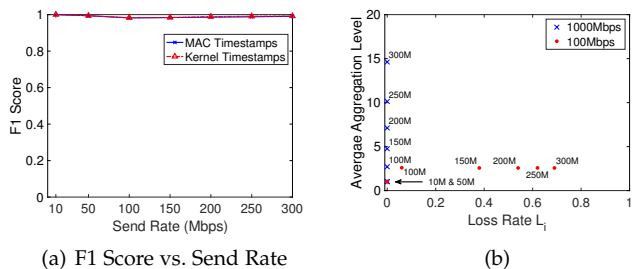 1
0.8
0.6
0.4
0.2
0
F1 Score
MAC Timestamps
Kernel Timestamps
10 50 100 150 200 250 300
Send Rate (Mbps)
(a) F1 Score vs. Send Rate
20
15
10
5
0
Avergae Aggregation Level
1000Mbps
100Mbps
300M
250M
200M
150M
100M
100M
150M
200M
250M
300M
10M & 50M
0 0.2 0.4 0.6 0.8 1
Loss Rate Li
(b)